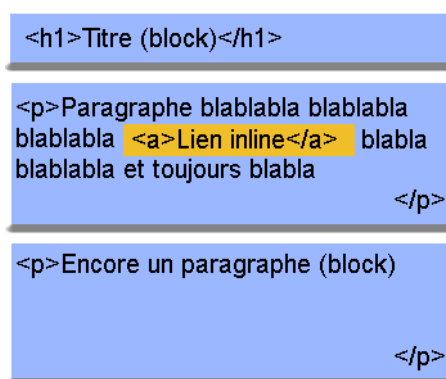 <h1>Titre (block)</h1>
<p>Paragraphe blablabla blablabla
blablabla <a>Lien inline</a> blabla
blablabla et toujours blabla
</p>
<p>Encore un paragraphe (block)
</p>